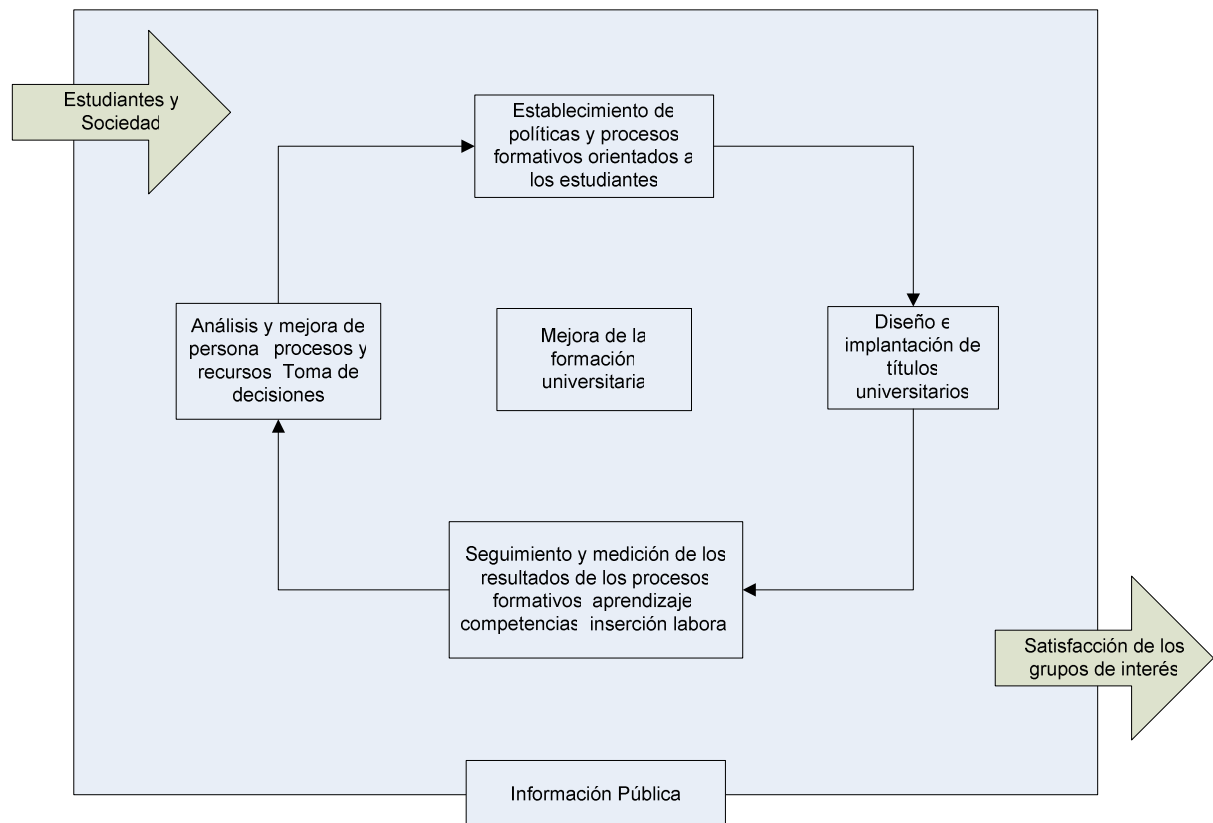 Estudiantes y
Sociedad
Establecimiento de
políticas y procesos
formativos orientados a
los estudiantes
Análisis y mejora de
persona procesos y
recursos Toma de
decisiones
Mejora de la
formación
universitaria
Diseño e
implantación de
títulos
universitarios
Seguimiento y medición de los
resultados de los procesos
formativos aprendizaje
competencias inserción labora
Satisfacción de los
grupos de interés
Información Pública